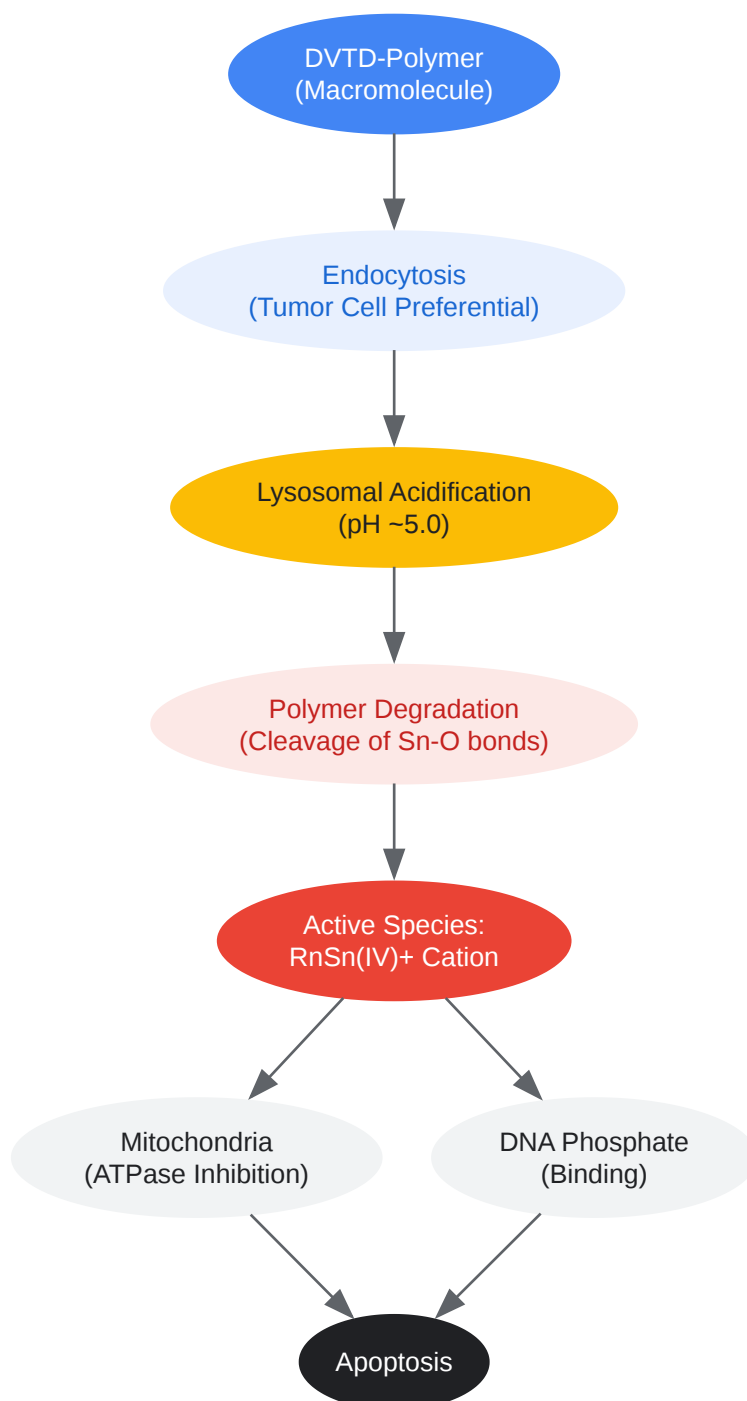 DVTD-Polymer
(Macromolecule)
Endocytosis
(Tumor Cell Preferential)
Lysosomal Acidification
(pH ~5.0)
Polymer Degradation
(Cleavage of Sn-O bonds)
Active Species:
RnSn(IV)+ Cation
Mitochondria
(ATPase Inhibition)
DNA Phosphate
(Binding)
Apoptosis